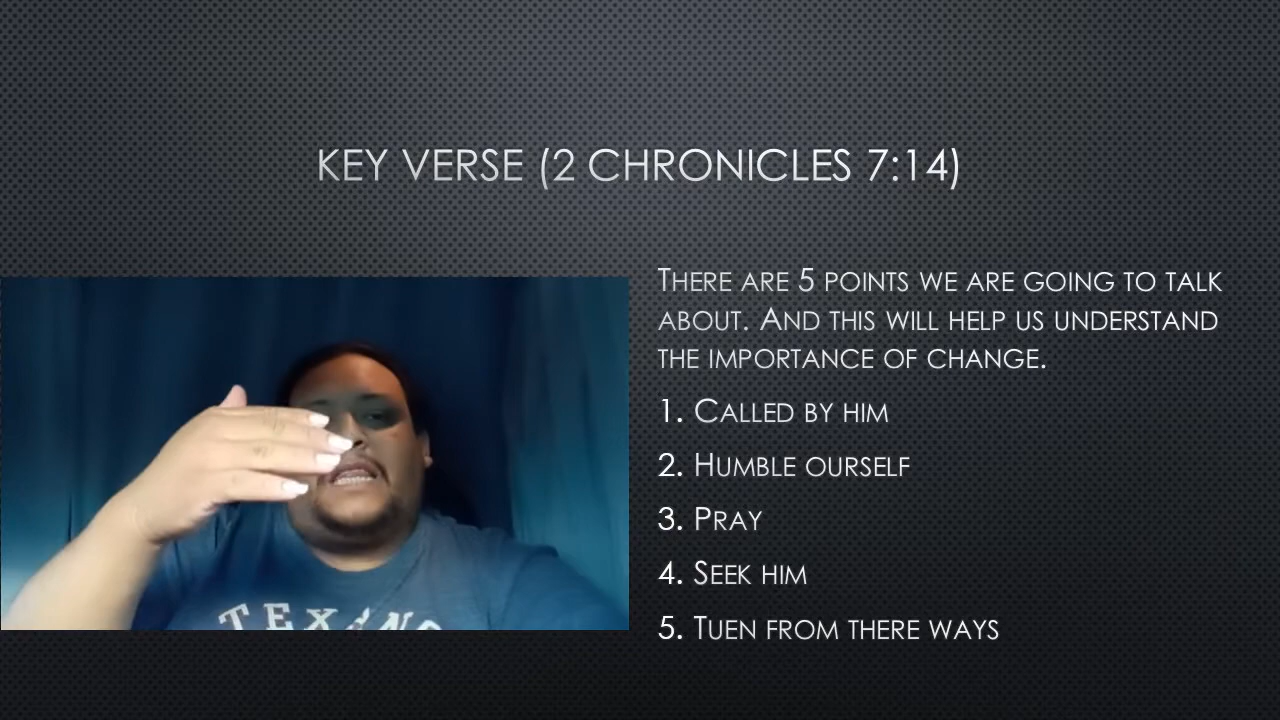 KEY VERSE (2 CHRONICLES 7:14)
THERE ARE 5 POINTS WE ARE GOING TO TALK
ABOUT. AND THIS WILL HELP US UNDERSTAND
THE IMPORTANCE OF CHANGE.
1. CALLED BY HIM
2. HUMBLE OURSELF
3. PRAY
4. SEEK HIM
5. TUEN FROM THERE WAYS